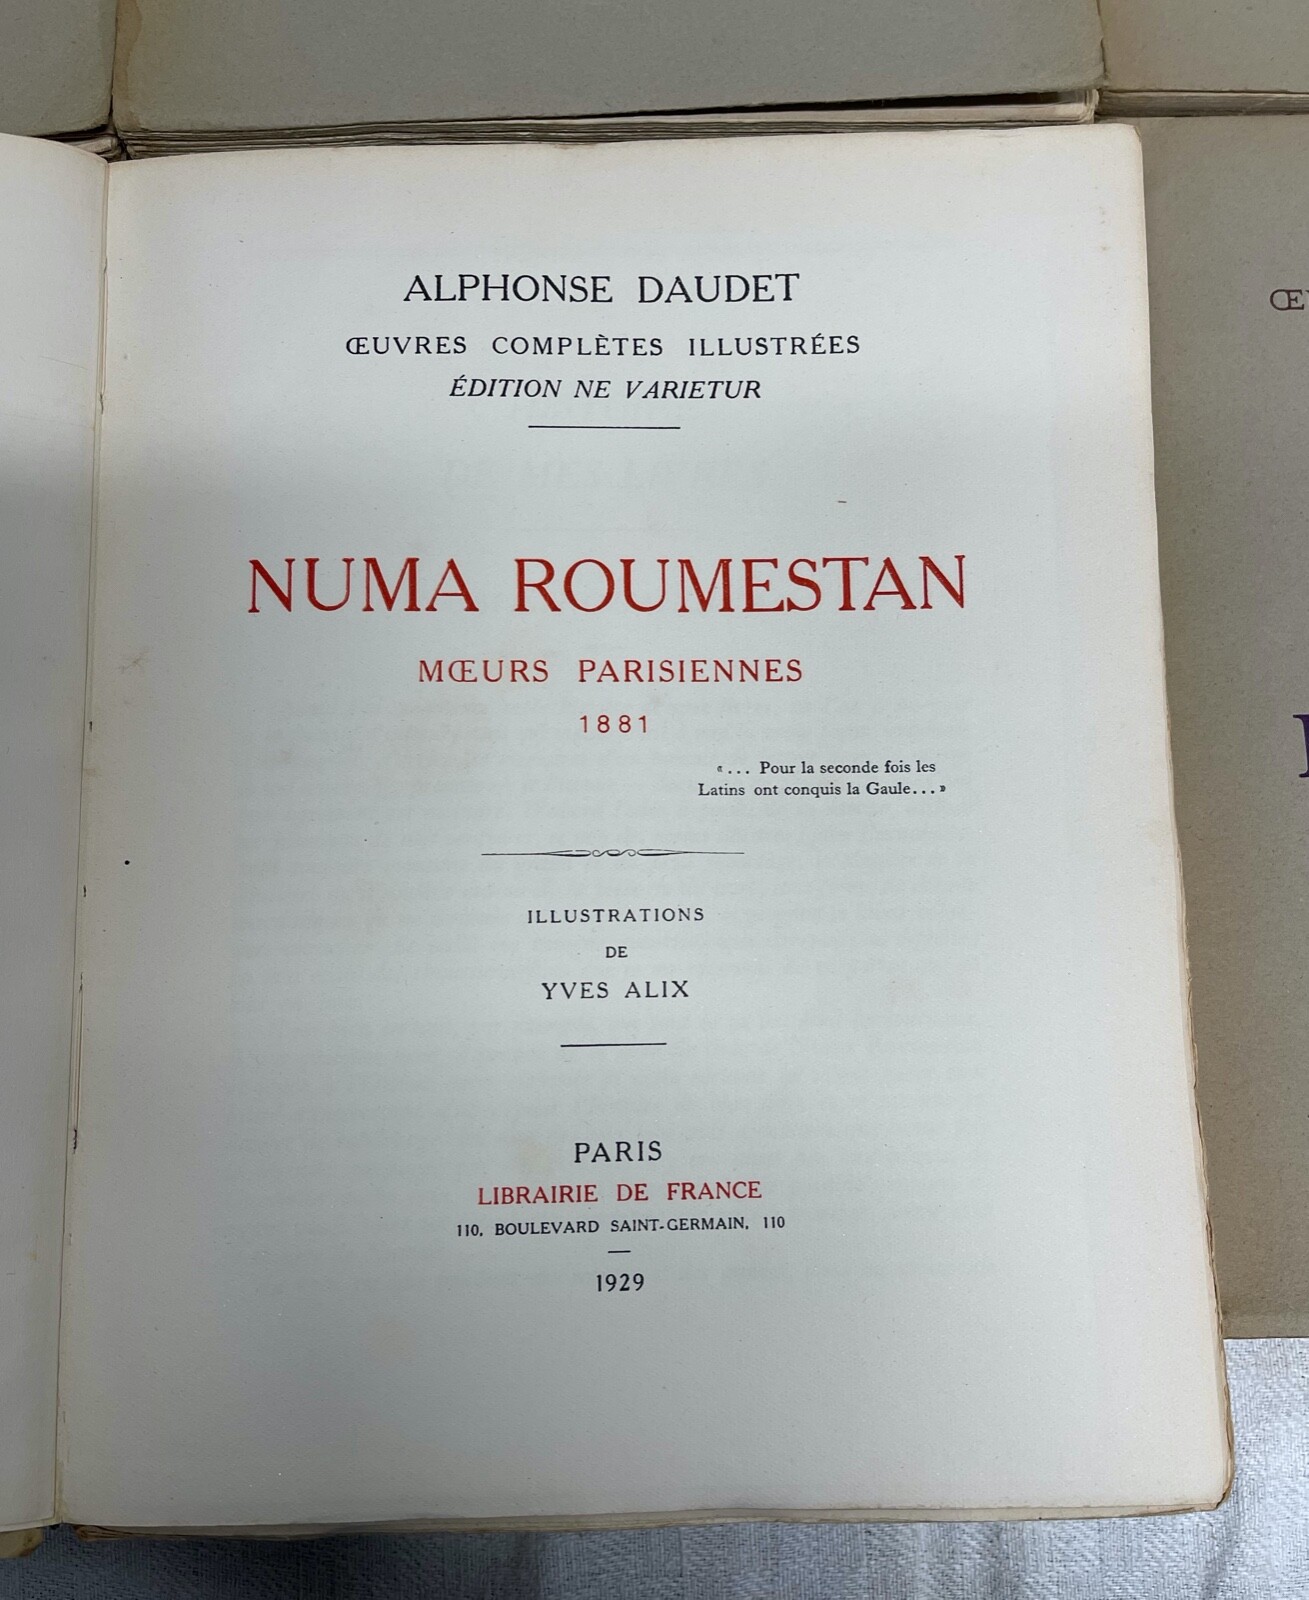 ALPHONSE DAUDET
ŒUVRES COMPLÈTES ILLUSTRÉES
ÉDITION NE VARIETUR
NUMA ROUMESTAN
MŒURS PARISIENNES
1881
«... Pour la seconde fois les
Latins ont conquis la Gaule...»
ILLUSTRATIONS
DE
YVES ALIX
PARIS
LIBRAIRIE DE FRANCE
110, BOULEVARD SAINT-GERMAIN, 110
1929